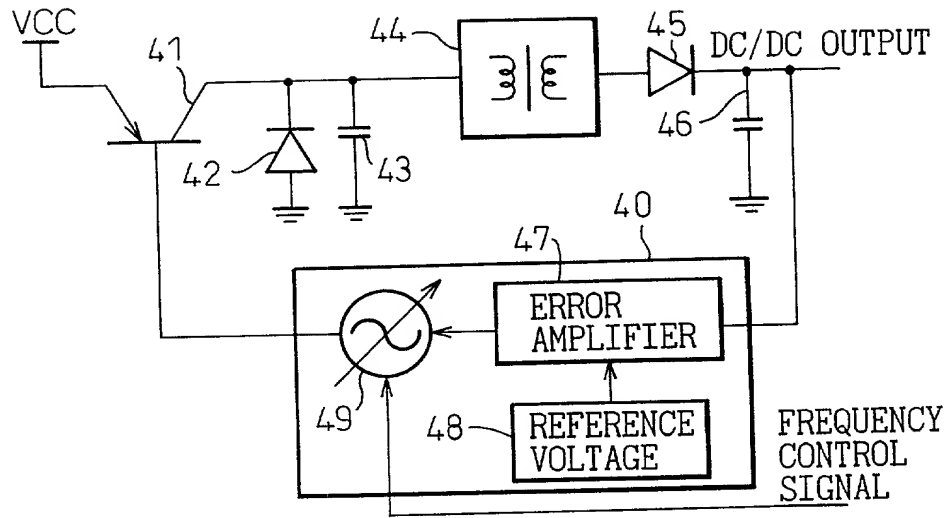 VCC
41
44
45
DC/DC OUTPUT
42
43
46
47
40
ERROR
AMPLIFIER
49
48
REFERENCE
VOLTAGE
FREQUENCY
CONTROL
SIGNAL